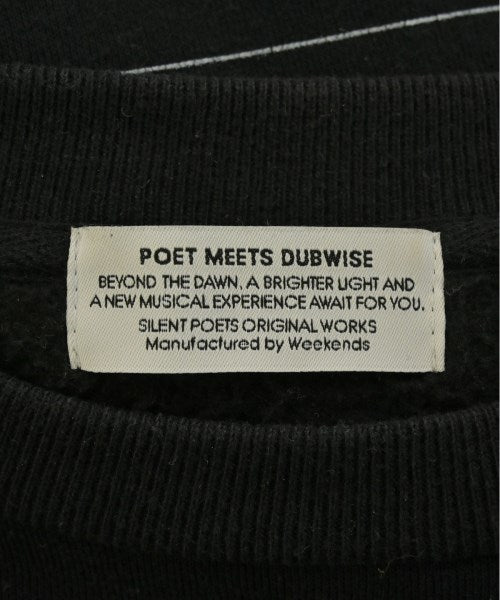 POET MEETS DUBWISE
BEYOND THE DAWN, A BRIGHTER LIGHT AND
A NEW MUSICAL EXPERIENCE AWAIT FOR YOU.
SILENT POETS ORIGINAL WORKS
Manufactured by Weekends